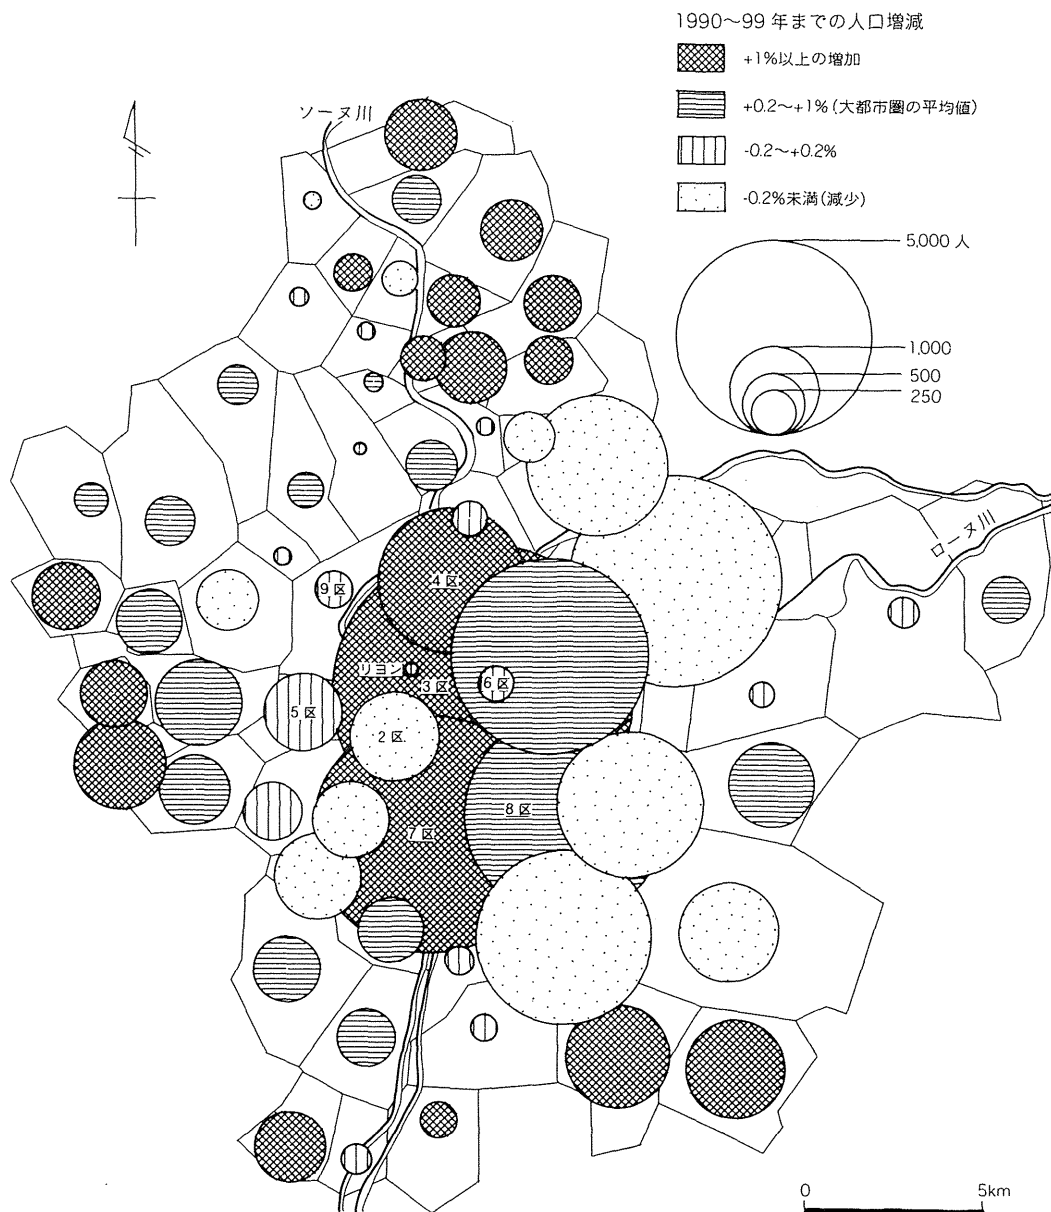 1990～99年までの人口増減
+1%以上の増加
+0.2～+1%(大都市圏の平均値)
-0.2～+0.2%
-0.2%未満(減少)
5,000人
1,000
500
250
ソーヌ川
ローヌ川
4区
9区
リヨン
3区
6区
5区
2区
8区
7区
0 5km